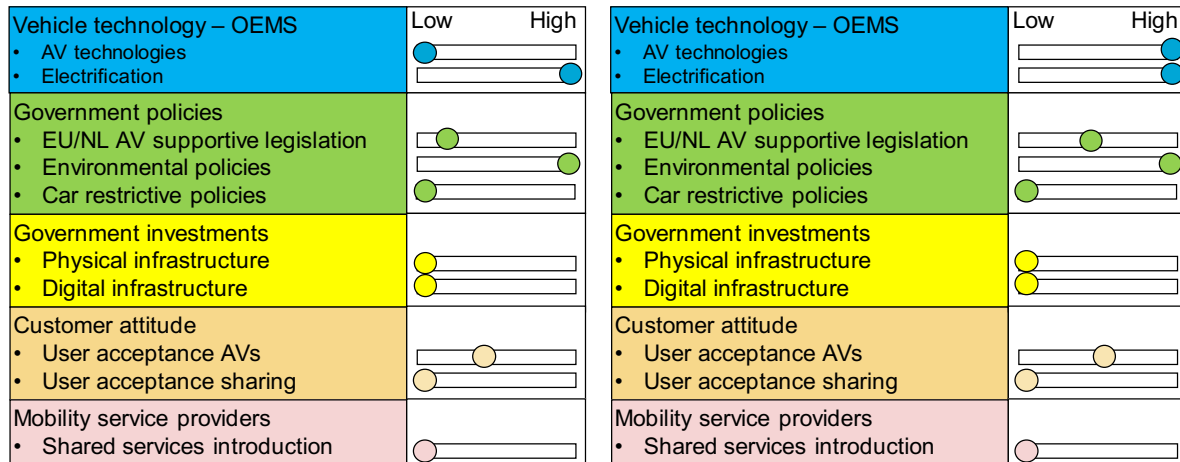 Vehicle technology – OEMS
• AV technologies
• Electrification
Low High
Government policies
• EU/NL AV supportive legislation
• Environmental policies
• Car restrictive policies
Government investments
• Physical infrastructure
• Digital infrastructure
Customer attitude
• User acceptance AVs
• User acceptance sharing
Mobility service providers
• Shared services introduction
Vehicle technology – OEMS
• AV technologies
• Electrification
Low High
Government policies
• EU/NL AV supportive legislation
• Environmental policies
• Car restrictive policies
Government investments
• Physical infrastructure
• Digital infrastructure
Customer attitude
• User acceptance AVs
• User acceptance sharing
Mobility service providers
• Shared services introduction